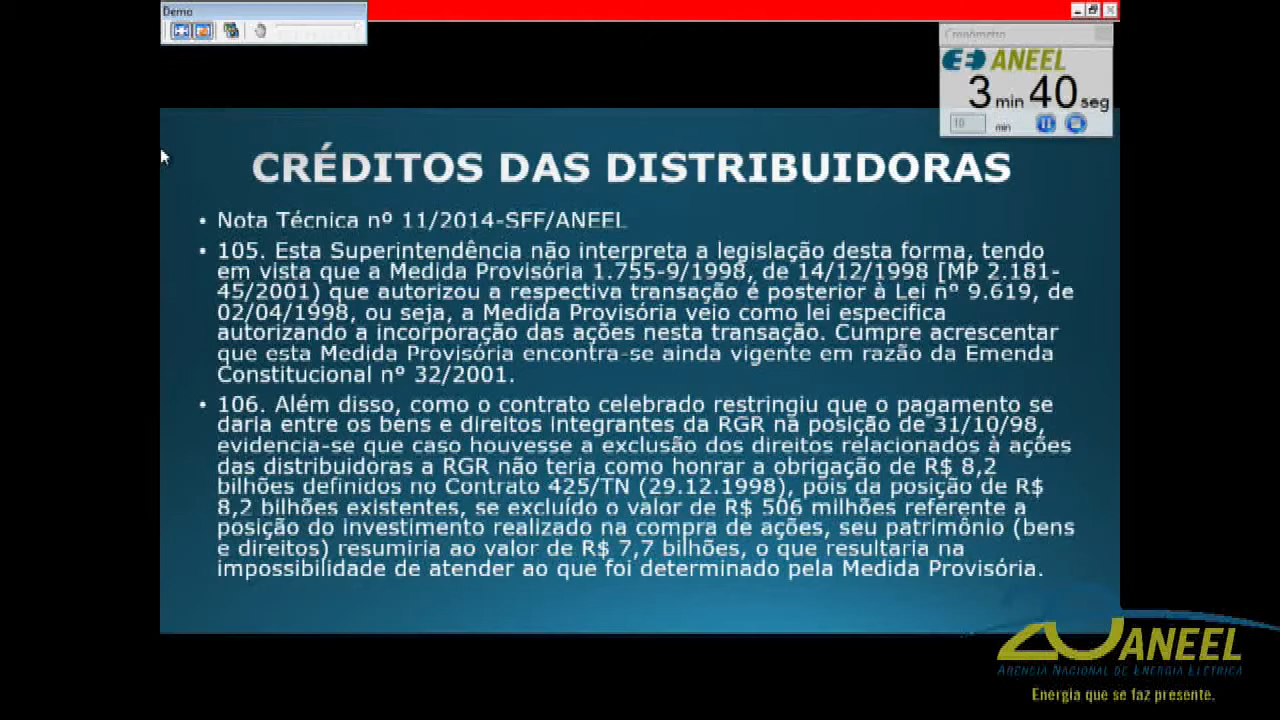 Demo
Cronômetro
ANEEL
3 min 40 seg
10 min
CRÉDITOS DAS DISTRIBUIDORAS
• Nota Técnica nº 11/2014-SFF/ANEEL
• 105. Esta Superintendência não interpreta a legislação desta forma, tendo
em vista que a Medida Provisória 1.755-9/1998, de 14/12/1998 [MP 2.181-
45/2001) que autorizou a respectiva transação é posterior à Lei nº 9.619, de
02/04/1998, ou seja, a Medida Provisória veio como lei especifica
autorizando a incorporação das ações nesta transação. Cumpre acrescentar
que esta Medida Provisória encontra-se ainda vigente em razão da Emenda
Constitucional nº 32/2001.
• 106. Além disso, como o contrato celebrado restringiu que o pagamento se
daria entre os bens e direitos integrantes da RGR na posição de 31/10/98,
evidencia-se que caso houvesse a exclusão dos direitos relacionados à ações
das distribuidoras a RGR não teria como honrar a obrigação de R$ 8,2
bilhões definidos no Contrato 425/TN (29.12.1998), pois da posição de R$
8,2 bilhões existentes, se excluído o valor de R$ 506 milhões referente a
posição do investimento realizado na compra de ações, seu patrimônio (bens
e direitos) resumiria ao valor de R$ 7,7 bilhões, o que resultaria na
impossibilidade de atender ao que foi determinado pela Medida Provisória.
ANEEL
AGÊNCIA NACIONAL DE ENERGIA ELÉTRICA
Energia que se faz presente.